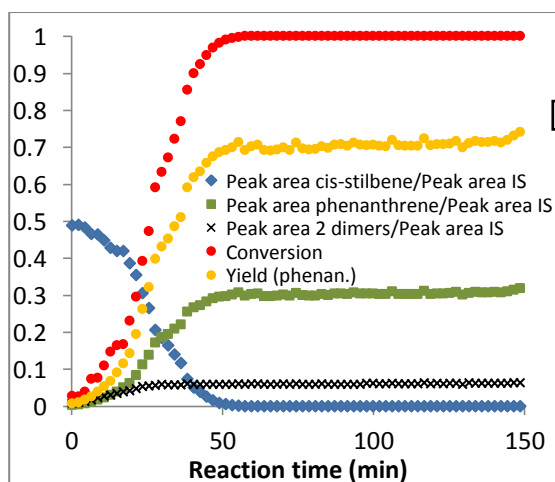 1
0.9
0.8
0.7
0.6
0.5
0.4
0.3
0.2
0.1
0
Peak area cis-stilbene/Peak area IS
Peak area phenanthrene/Peak area IS
Peak area 2 dimers/Peak area IS
Conversion
Yield (phenan.)
0 50 100 150
Reaction time (min)